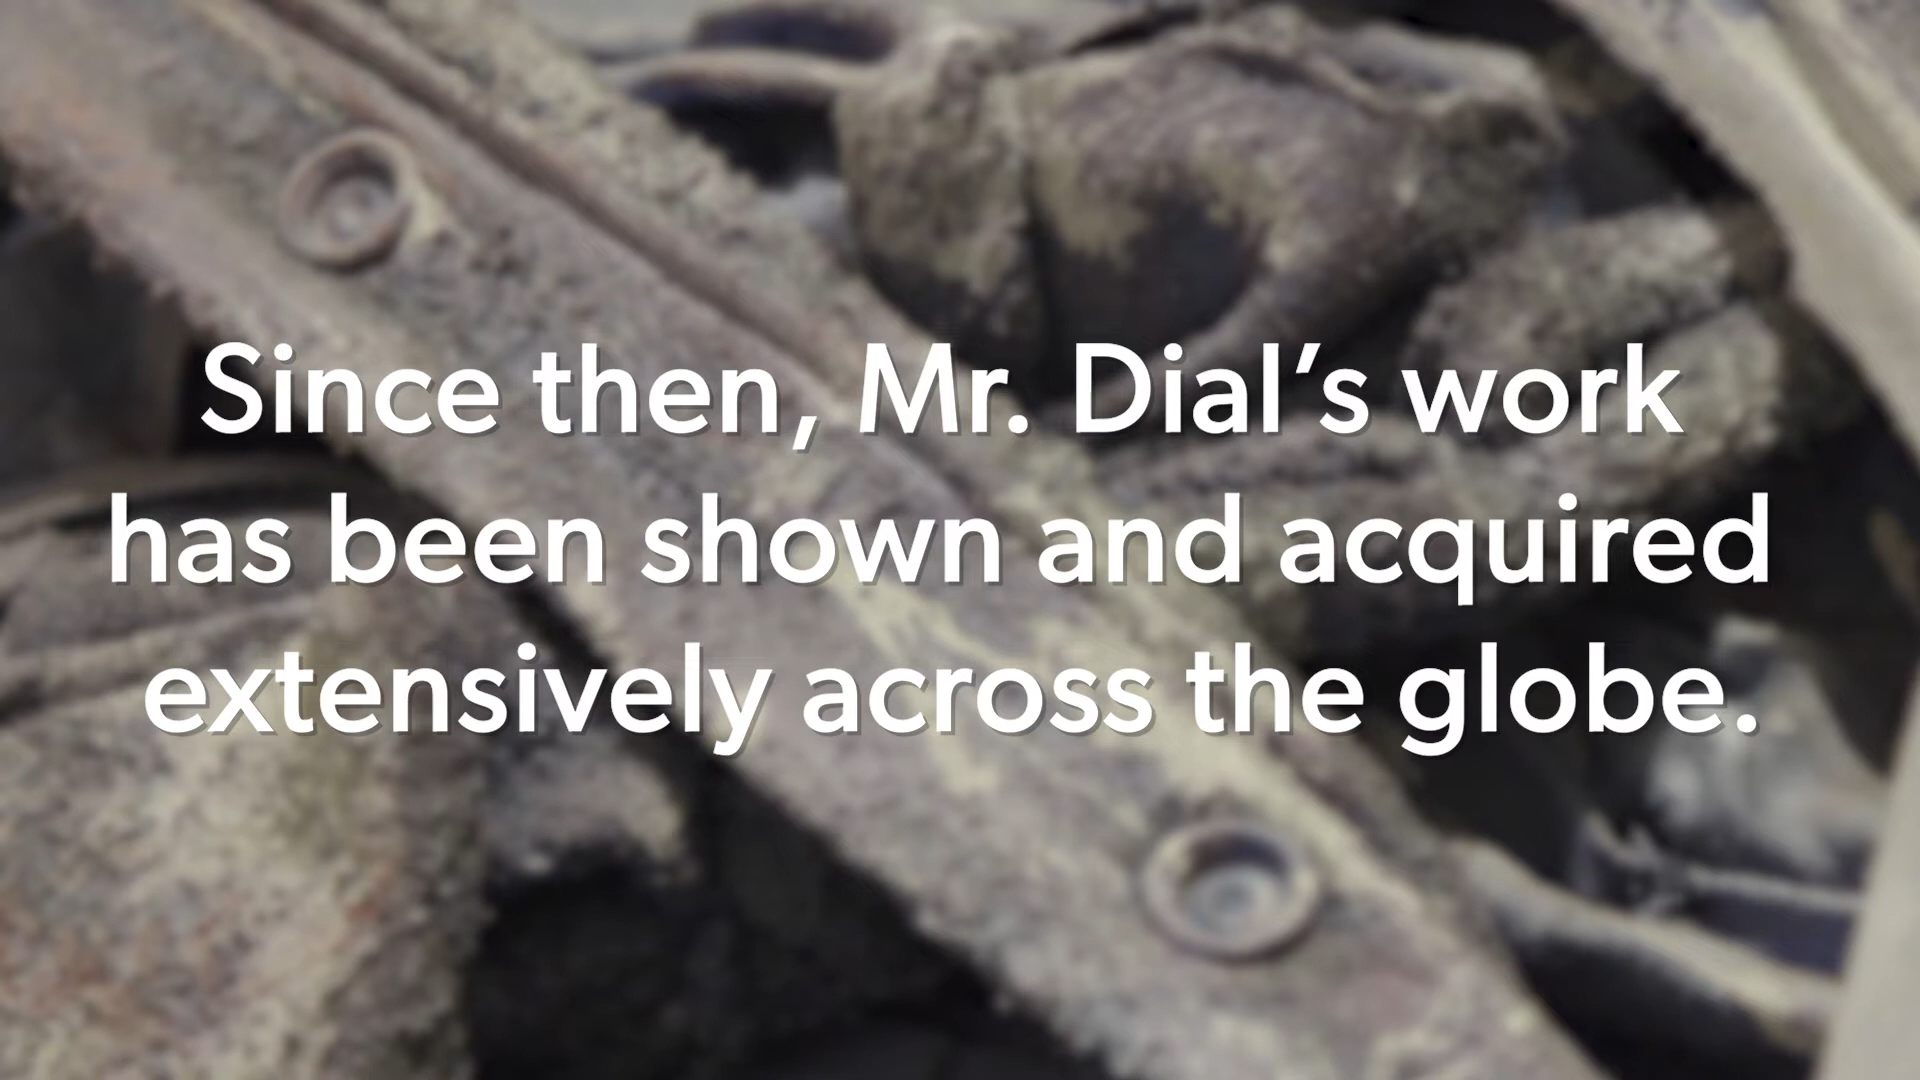 Since then, Mr. Dial’s work
has been shown and acquired
extensively across the globe.